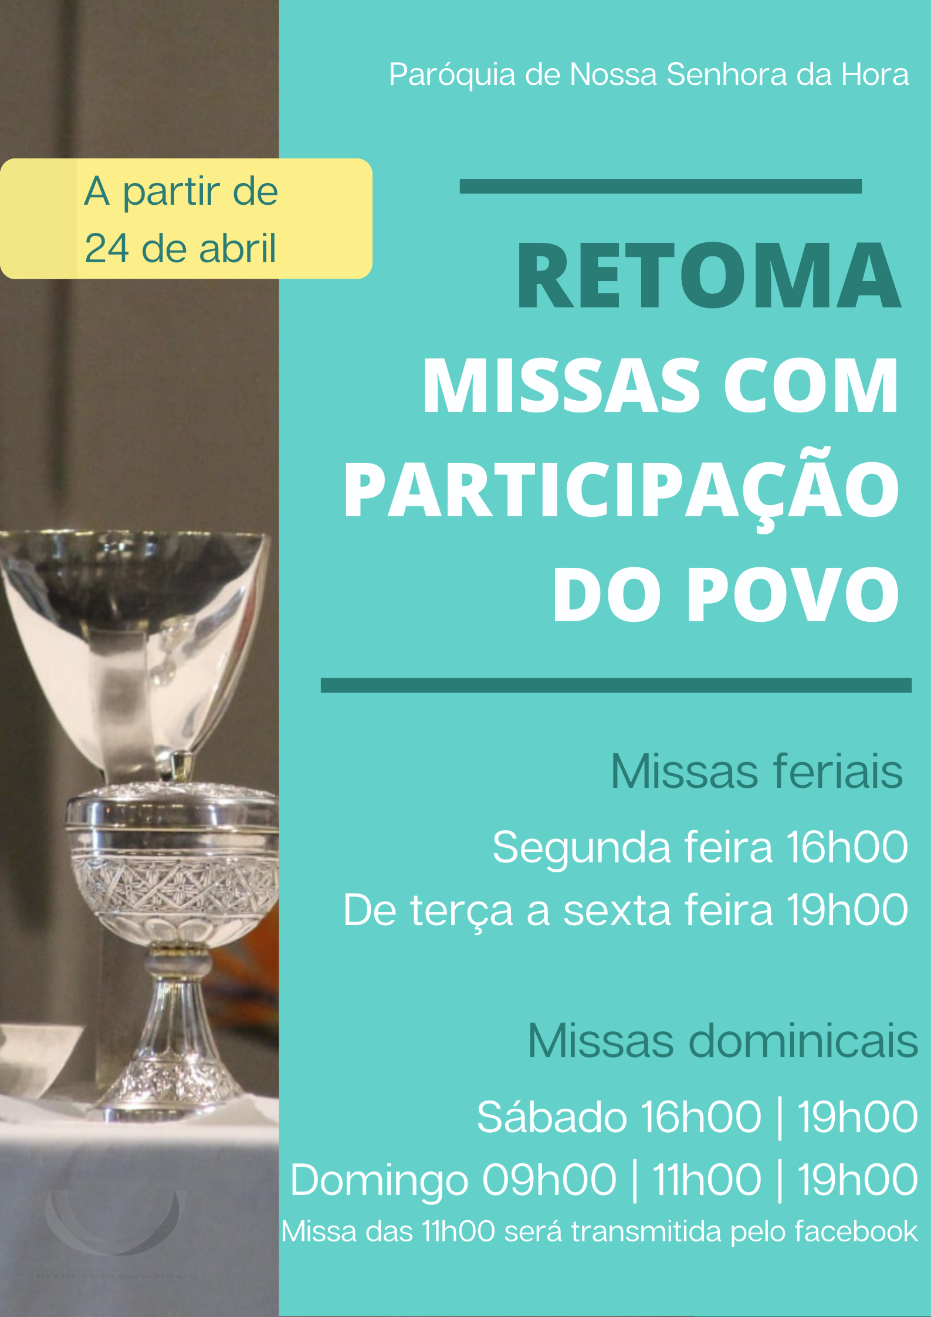 Paróquia de Nossa Senhora da Hora
A partir de
24 de abril
RETOMA
MISSAS COM
PARTICIPAÇÃO
DO POVO
Missas feriais
Segunda feira 16h00
De terça a sexta feira 19h00
Missas dominicais
Sábado 16h00 | 19h00
Domingo 09h00 | 11h00 | 19h00
Missa das 11h00 será transmitida pelo facebook